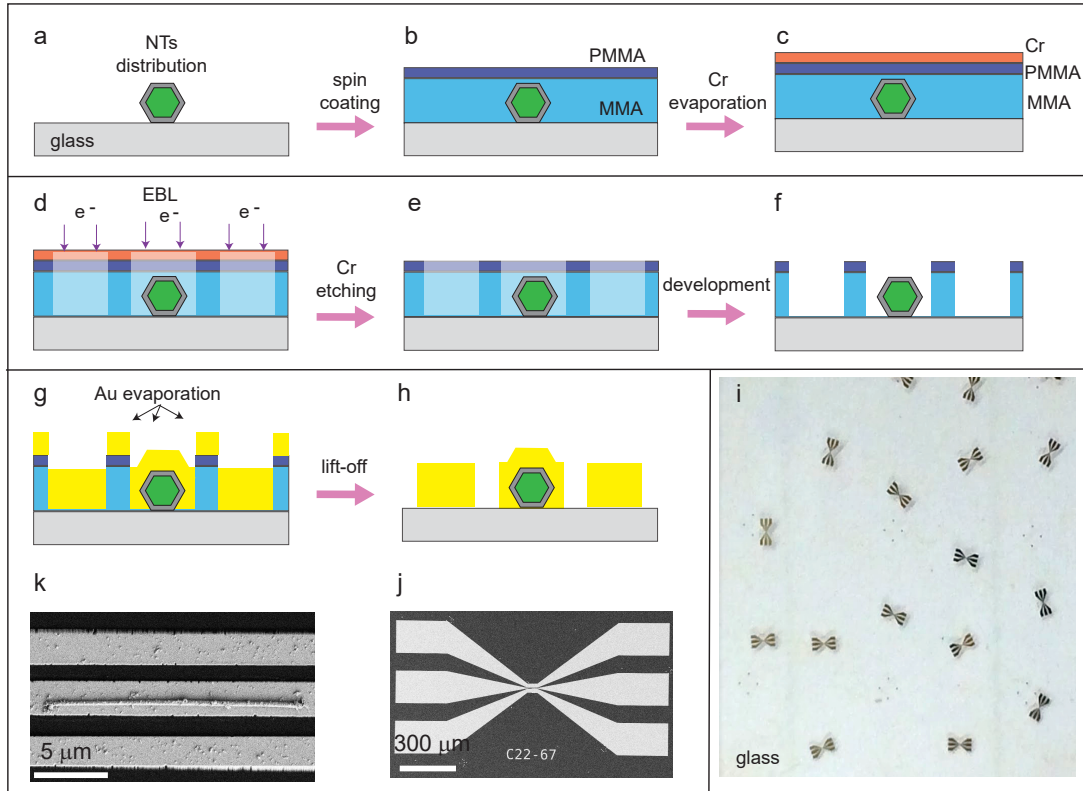 a
NTs
distribution
glass
spin
coating
b
PMMA
MMA
Cr
evaporation
c
Cr
PMMA
MMA
d
EBL
e - e - e -
Cr
etching
e
development
f
g
Au evaporation
lift-off
h
i
glass
k
5 μm
j
300 μm
C22-67